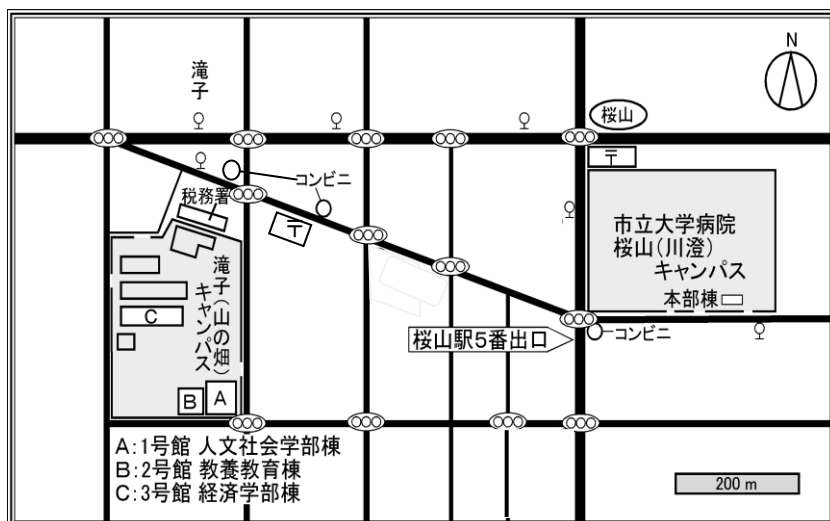 N
滝子
桜山
〒
コンビニ
税務署
〒
市立大学病院
桜山(川澄)
キャンパス
本部棟
滝子(山の畑)
キャンパス
C
桜山駅5番出口
コンビニ
B
A
A:1号館 人文社会学部棟
B:2号館 教養教育棟
C:3号館 経済学部棟
200 m